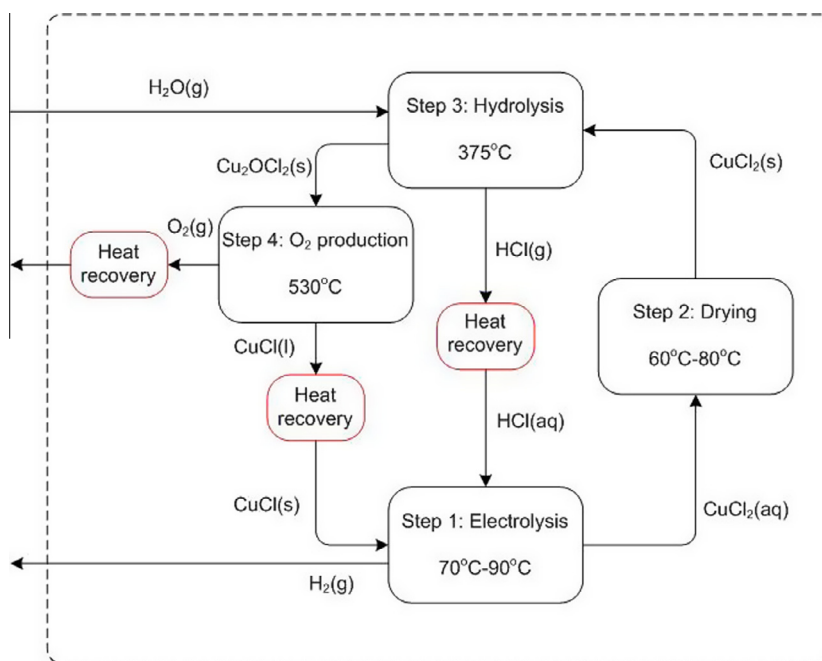 H₂O(g)
Step 3: Hydrolysis
375°C
Cu₂OCl₂(s)
CuCl₂(s)
O₂(g)
Heat
recovery
Step 4: O₂ production
530°C
HCl(g)
Heat
recovery
Step 2: Drying
60°C-80°C
CuCl(l)
Heat
recovery
HCl(aq)
CuCl(s)
Step 1: Electrolysis
70°C-90°C
CuCl₂(aq)
H₂(g)